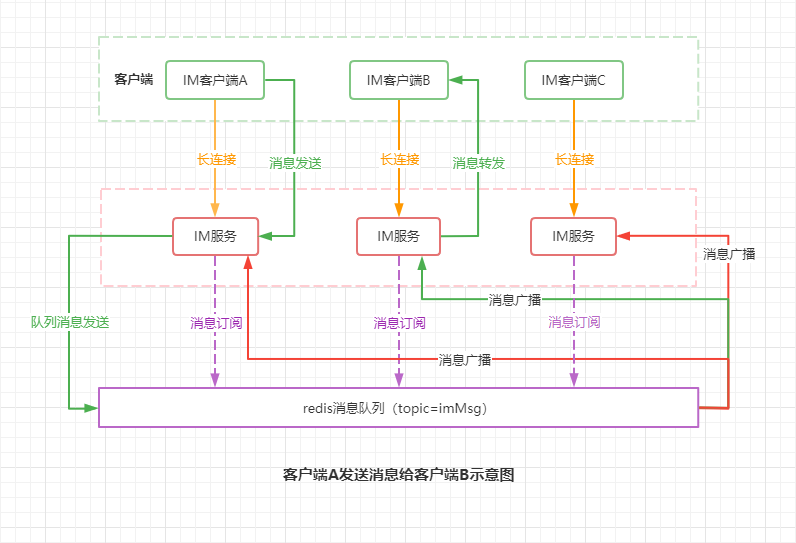 客户端
IM客户端A
IM客户端B
IM客户端C
长连接
消息发送
长连接
消息转发
长连接
IM服务
IM服务
IM服务
消息广播
消息广播
队列消息发送
消息订阅
消息订阅
消息订阅
消息广播
redis消息队列（topic=imMsg）
客户端A发送消息给客户端B示意图